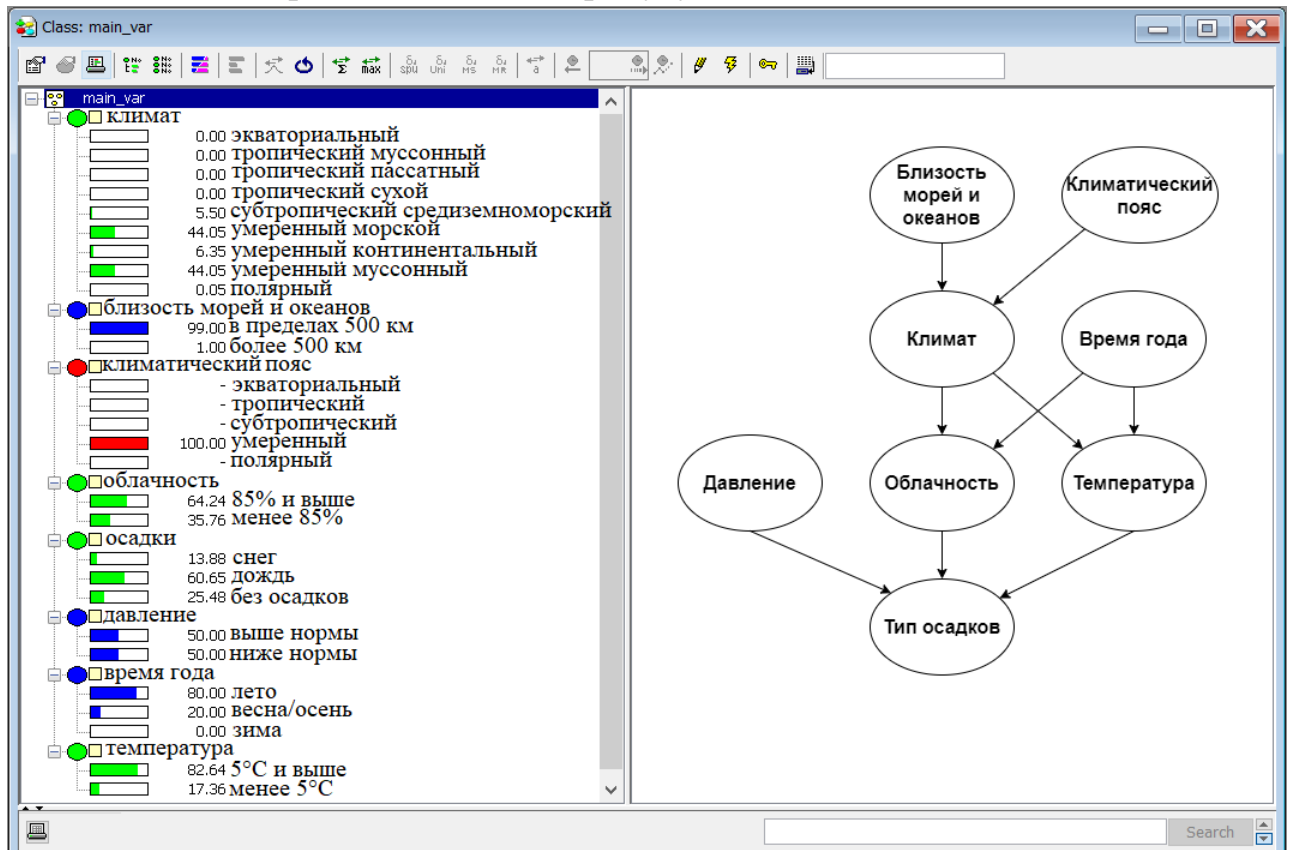 Class: main_var
main_var
климат
0.00 экваториальный
0.00 тропический муссонный
0.00 тропический пассатный
0.00 тропический сухой
5.50 субтропический средиземноморский
44.05 умеренный морской
6.35 умеренный континентальный
44.05 умеренный муссонный
0.05 полярный
близость морей и океанов
99.00 в пределах 500 км
1.00 более 500 км
климатический пояс
- экваториальный
- тропический
- субтропический
100.00 умеренный
- полярный
облачность
64.24 85% и выше
35.76 менее 85%
осадки
13.88 снег
60.65 дождь
25.48 без осадков
давление
50.00 выше нормы
50.00 ниже нормы
время года
80.00 лето
20.00 весна/осень
0.00 зима
температура
82.64 5°C и выше
17.36 менее 5°C
Близость
морей и
океанов
Климатический
пояс
Климат
Время года
Давление
Облачность
Температура
Тип осадков
Search